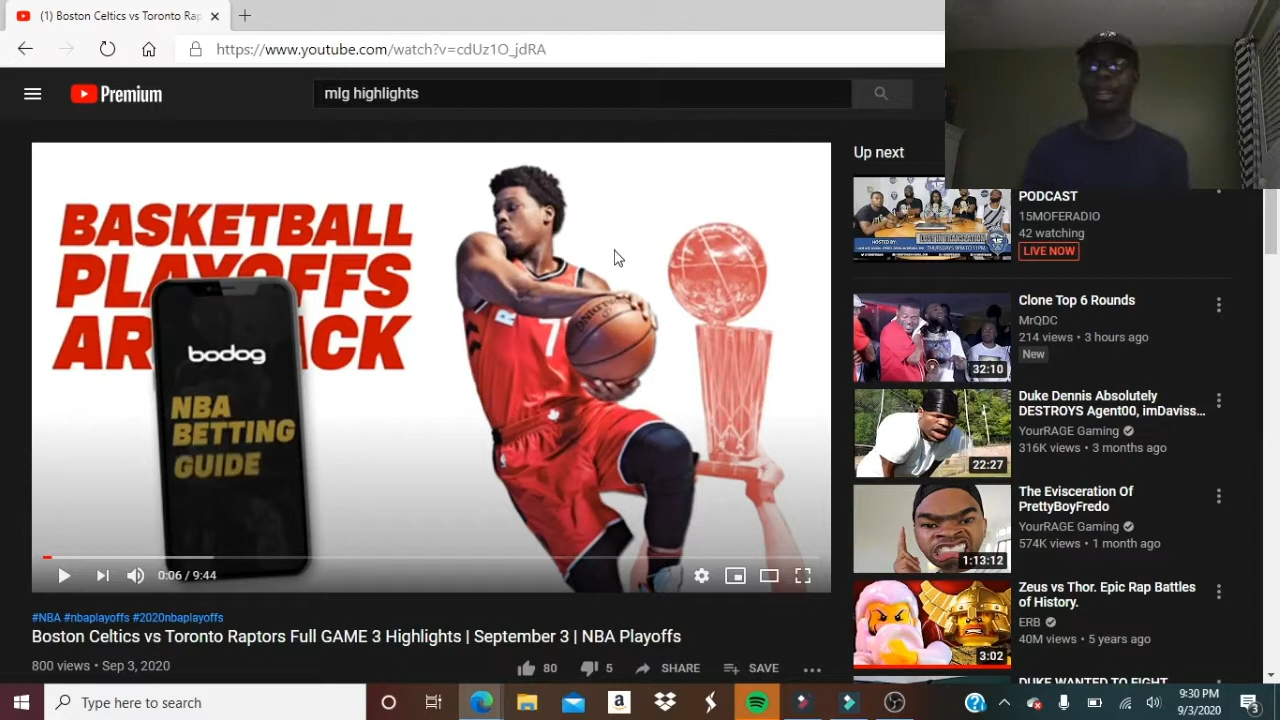 (1) Boston Celtics vs Toronto Rap
https://www.youtube.com/watch?v=cdUz1O_jdRA
Premium
mlg highlights
BASKETBALL
PLAYOFFS
AR ACK
bodog
NBA
BETTING
GUIDE
7
0:06 / 9:44
#NBA #nbaplayoffs #2020nbaplayoffs
Boston Celtics vs Toronto Raptors Full GAME 3 Highlights | September 3 | NBA Playoffs
800 views • Sep 3, 2020
80
5
SHARE
SAVE
Up next
PODCAST
15MOFERADIO
42 watching
LIVE NOW
Clone Top 6 Rounds
MrQDC
214 views • 3 hours ago
New
32:10
Duke Dennis Absolutely
DESTROYS Agent00, imDaviss...
YourRAGE Gaming
316K views • 3 months ago
22:27
The Evisceration Of
PrettyBoyFredo
YourRAGE Gaming
574K views • 1 month ago
1:13:12
Zeus vs Thor. Epic Rap Battles
of History.
ERB
40M views • 5 years ago
3:02
DUKE WANTED TO FIGHT
Type here to search
9:30 PM
9/3/2020
3